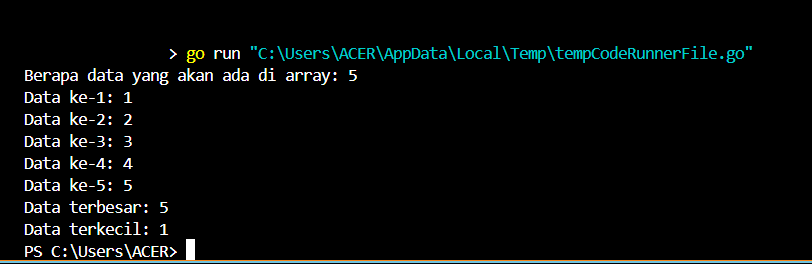 > go run "C:\Users\ACER\AppData\Local\Temp\tempCodeRunnerFile.go"
Berapa data yang akan ada di array: 5
Data ke-1: 1
Data ke-2: 2
Data ke-3: 3
Data ke-4: 4
Data ke-5: 5
Data terbesar: 5
Data terkecil: 1
PS C:\Users\ACER>